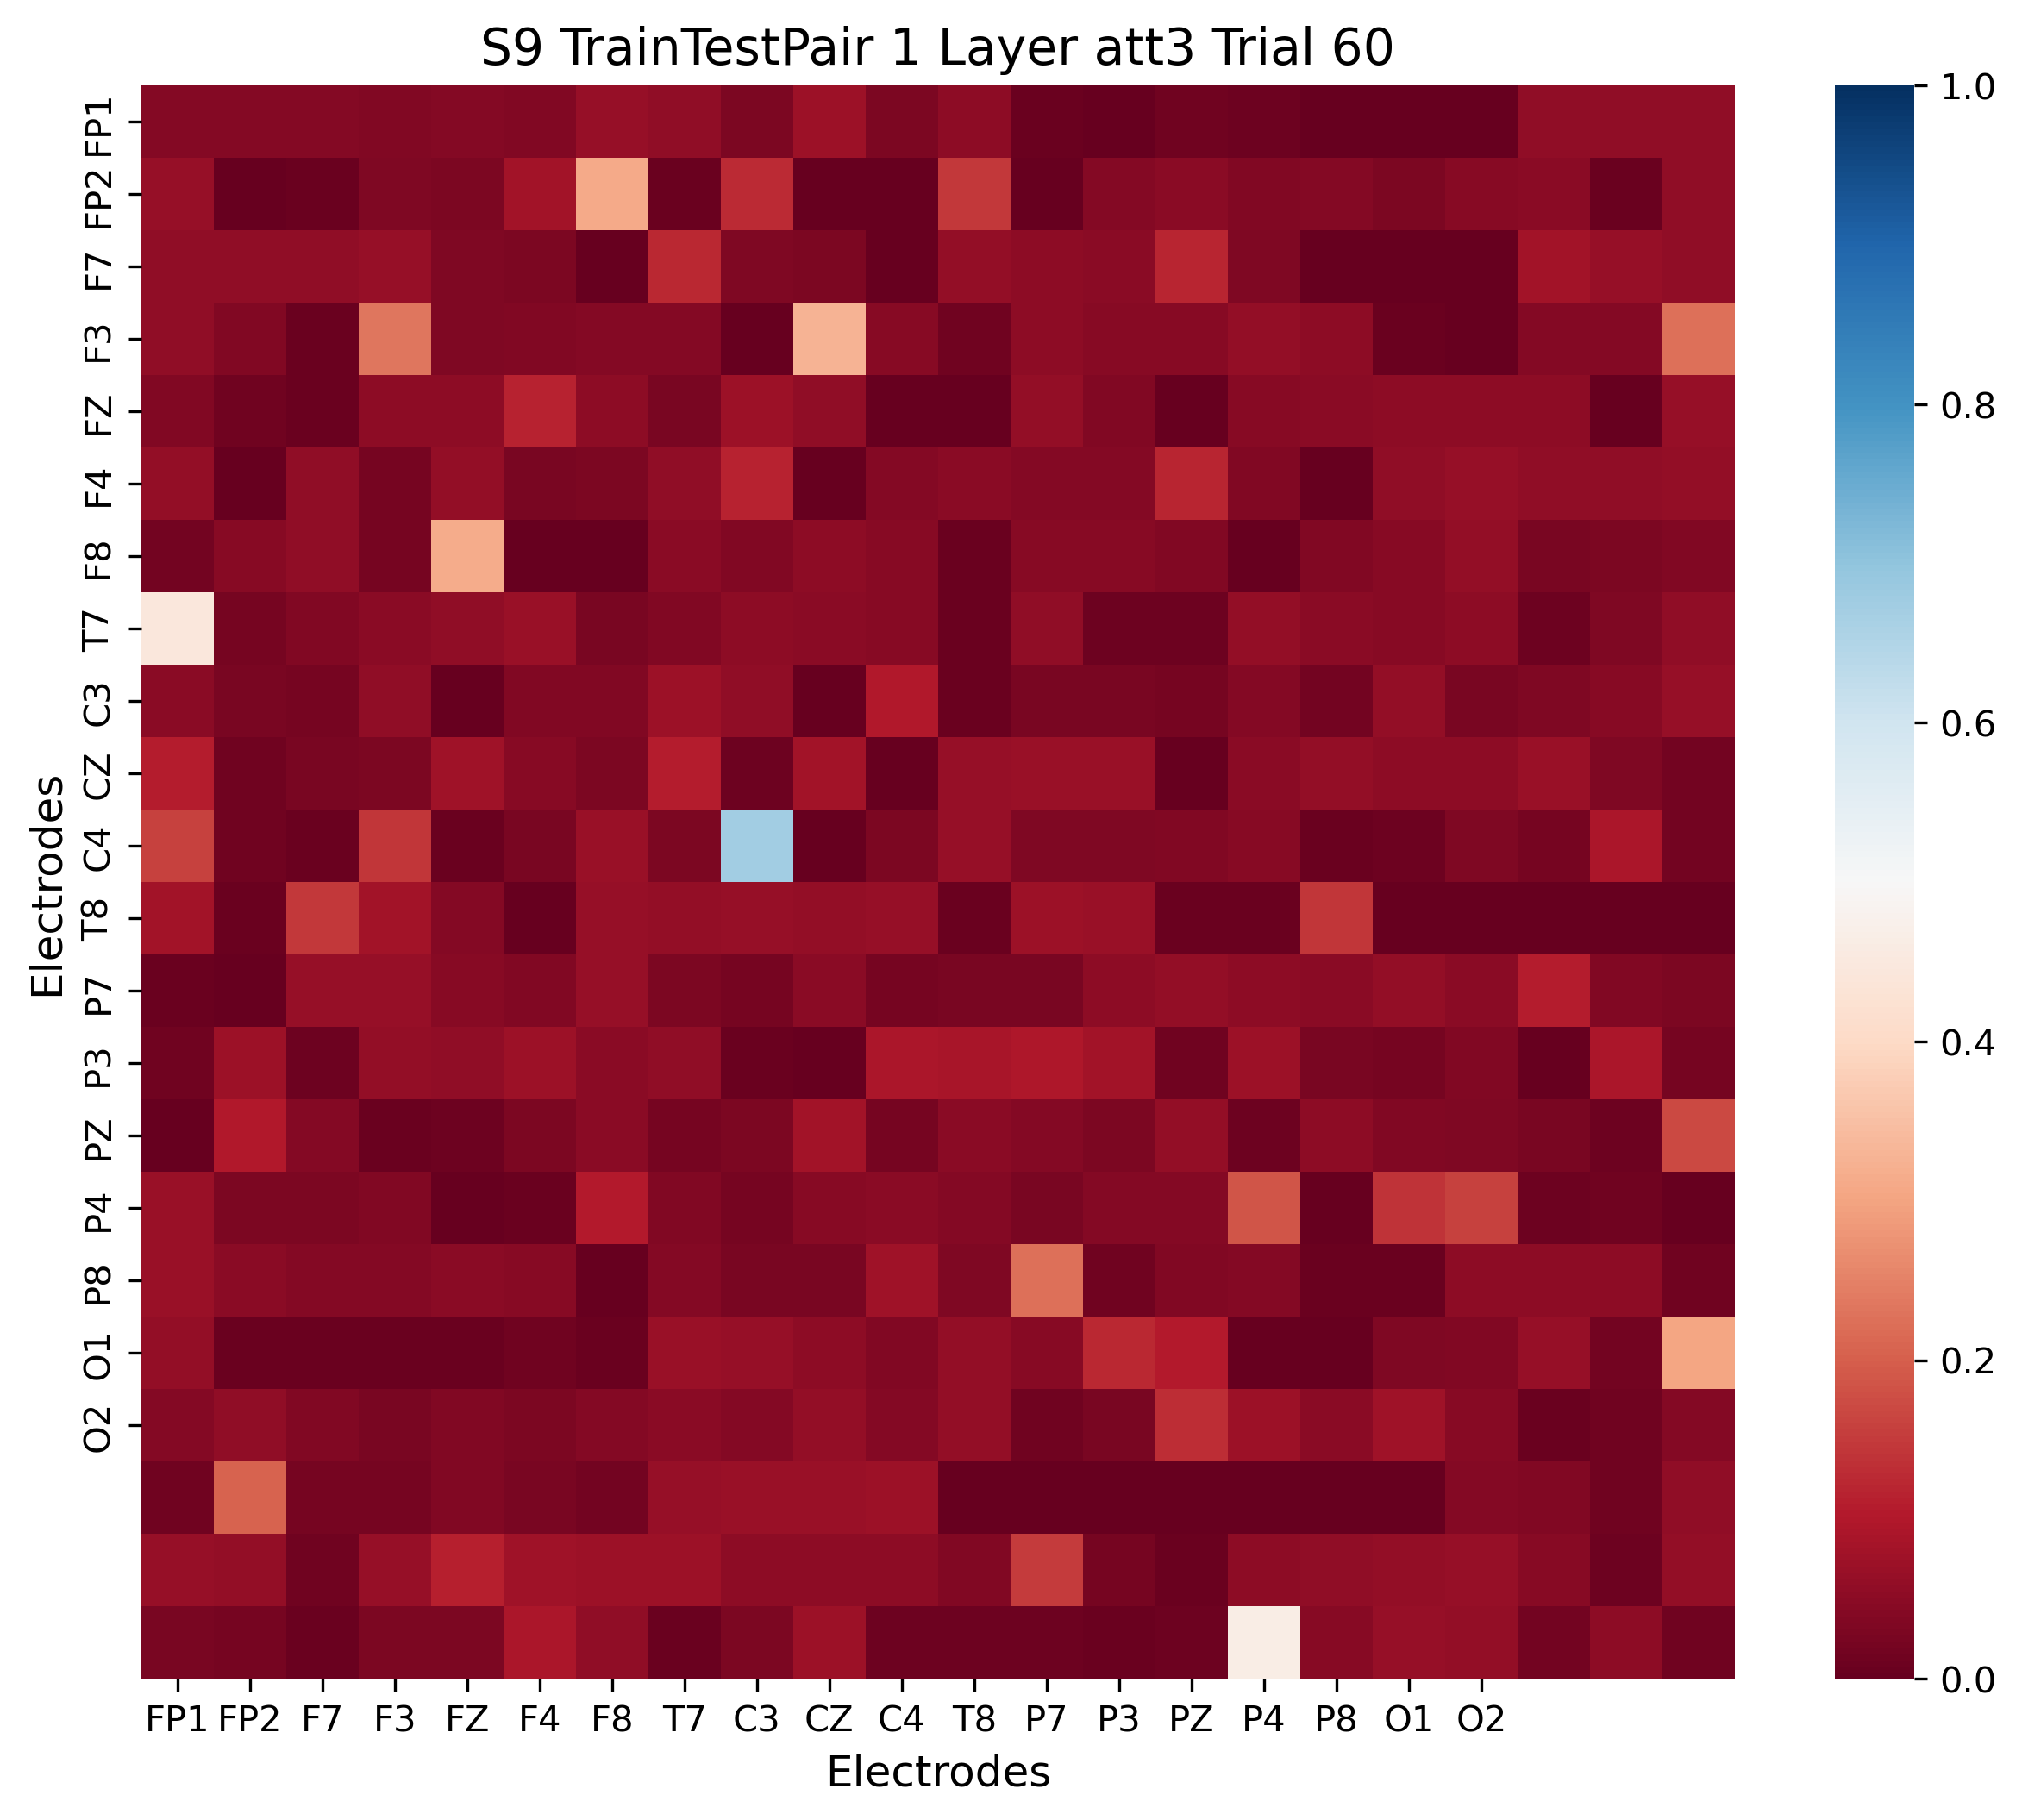 S9 TrainTestPair 1 Layer att3 Trial 60
Electrodes
FP1
FP2
F7
F3
FZ
F4
F8
T7
C3
CZ
C4
T8
P7
P3
PZ
P4
P8
O1
O2
FP1 FP2 F7 F3 FZ F4 F8 T7 C3 CZ C4 T8 P7 P3 PZ P4 P8 O1 O2
Electrodes
1.0
0.8
0.6
0.4
0.2
0.0